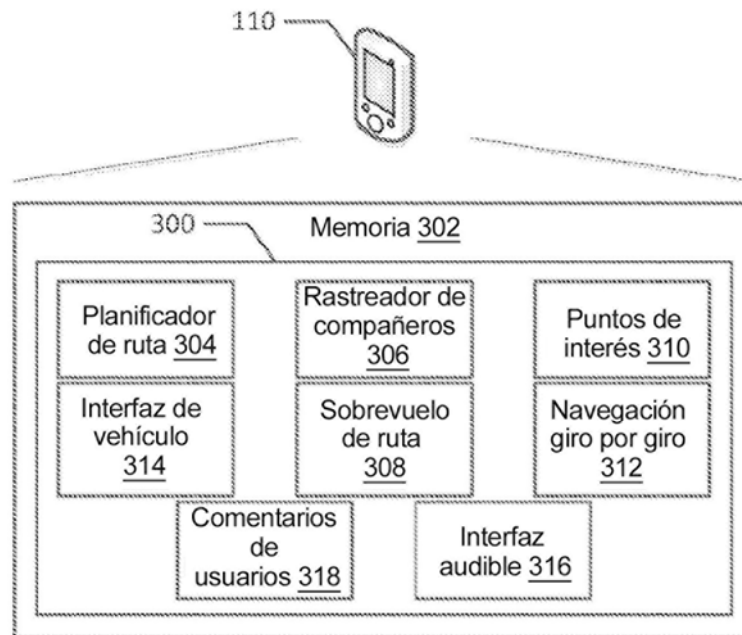 110
300
Memoria 302
Planificador
de ruta 304
Rastreador de
compañeros
306
Puntos de
interés 310
Interfaz de
vehículo
314
Sobrevuelo
de ruta
308
Navegación
giro por giro
312
Comentarios
de
usuarios 318
Interfaz
audible 316